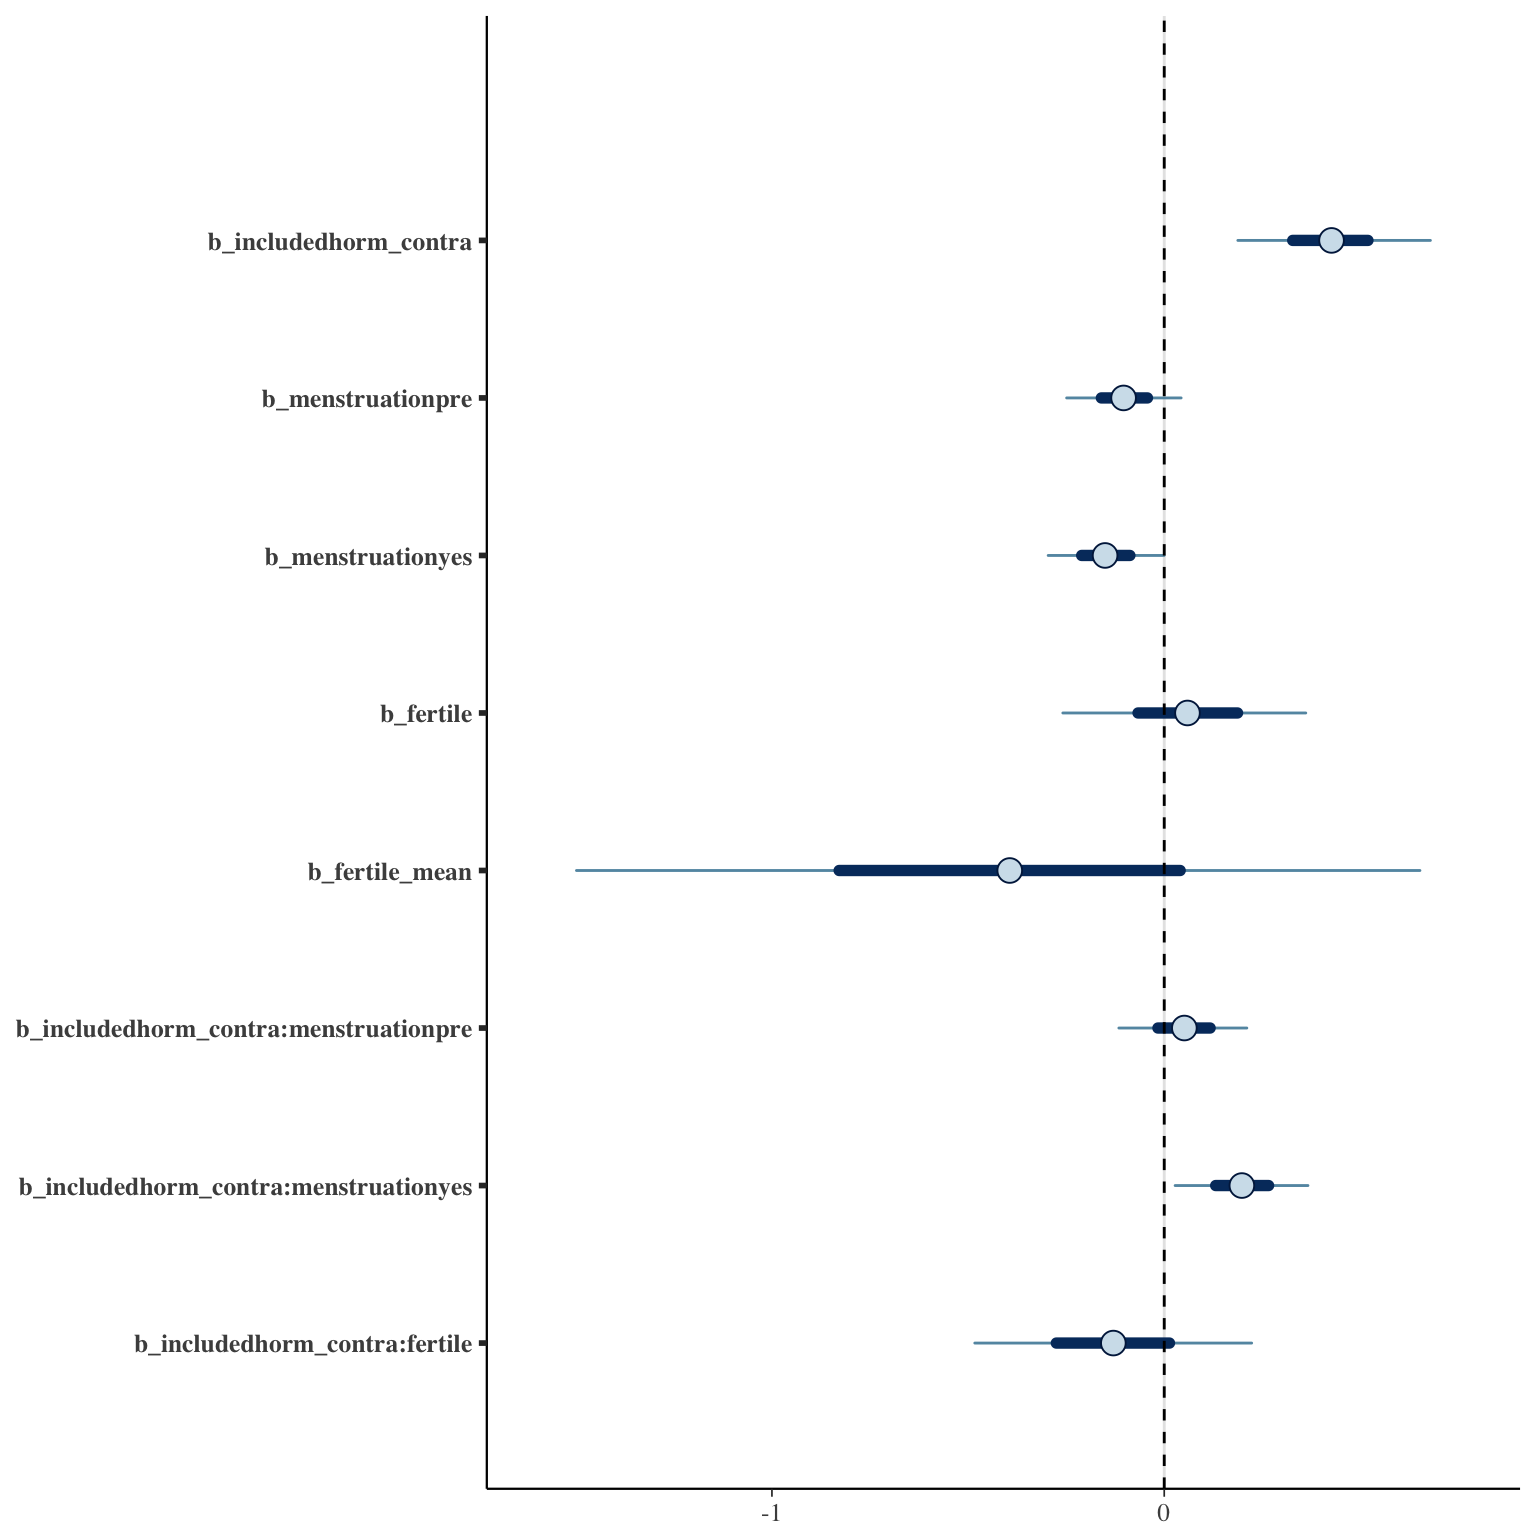 b_includedhorm_contra
b_menstruationpre
b_menstruationyes
b_fertile
b_fertile_mean
b_includedhorm_contra:menstruationpre
b_includedhorm_contra:menstruationyes
b_includedhorm_contra:fertile
-1 0